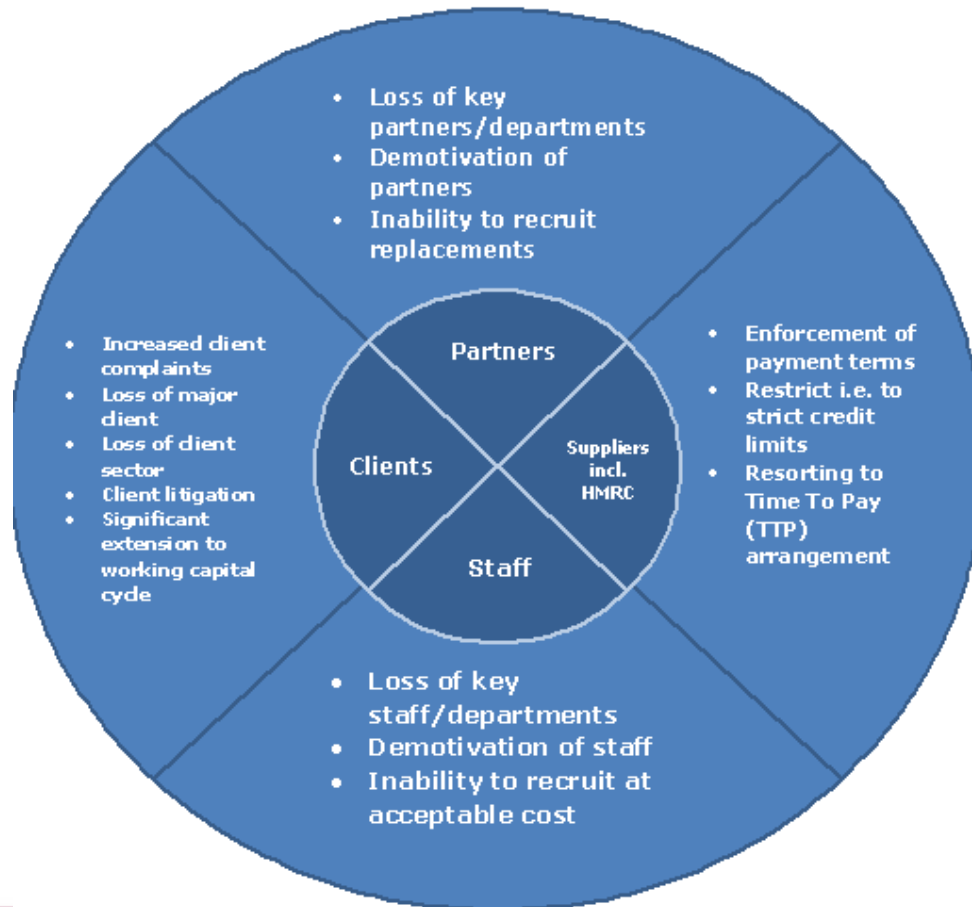 • Loss of key
partners/departments
• Demotivation of
partners
• Inability to recruit
replacements
Partners
• Increased client
complaints
• Loss of major
client
• Loss of client
sector
• Client litigation
• Significant
extension to
working capital
cycle
Clients
Suppliers
incl.
HMRC
• Enforcement of
payment terms
• Restrict i.e. to
strict credit
limits
• Resorting to
Time To Pay
(TTP)
arrangement
Staff
• Loss of key
staff/departments
• Demotivation of staff
• Inability to recruit at
acceptable cost